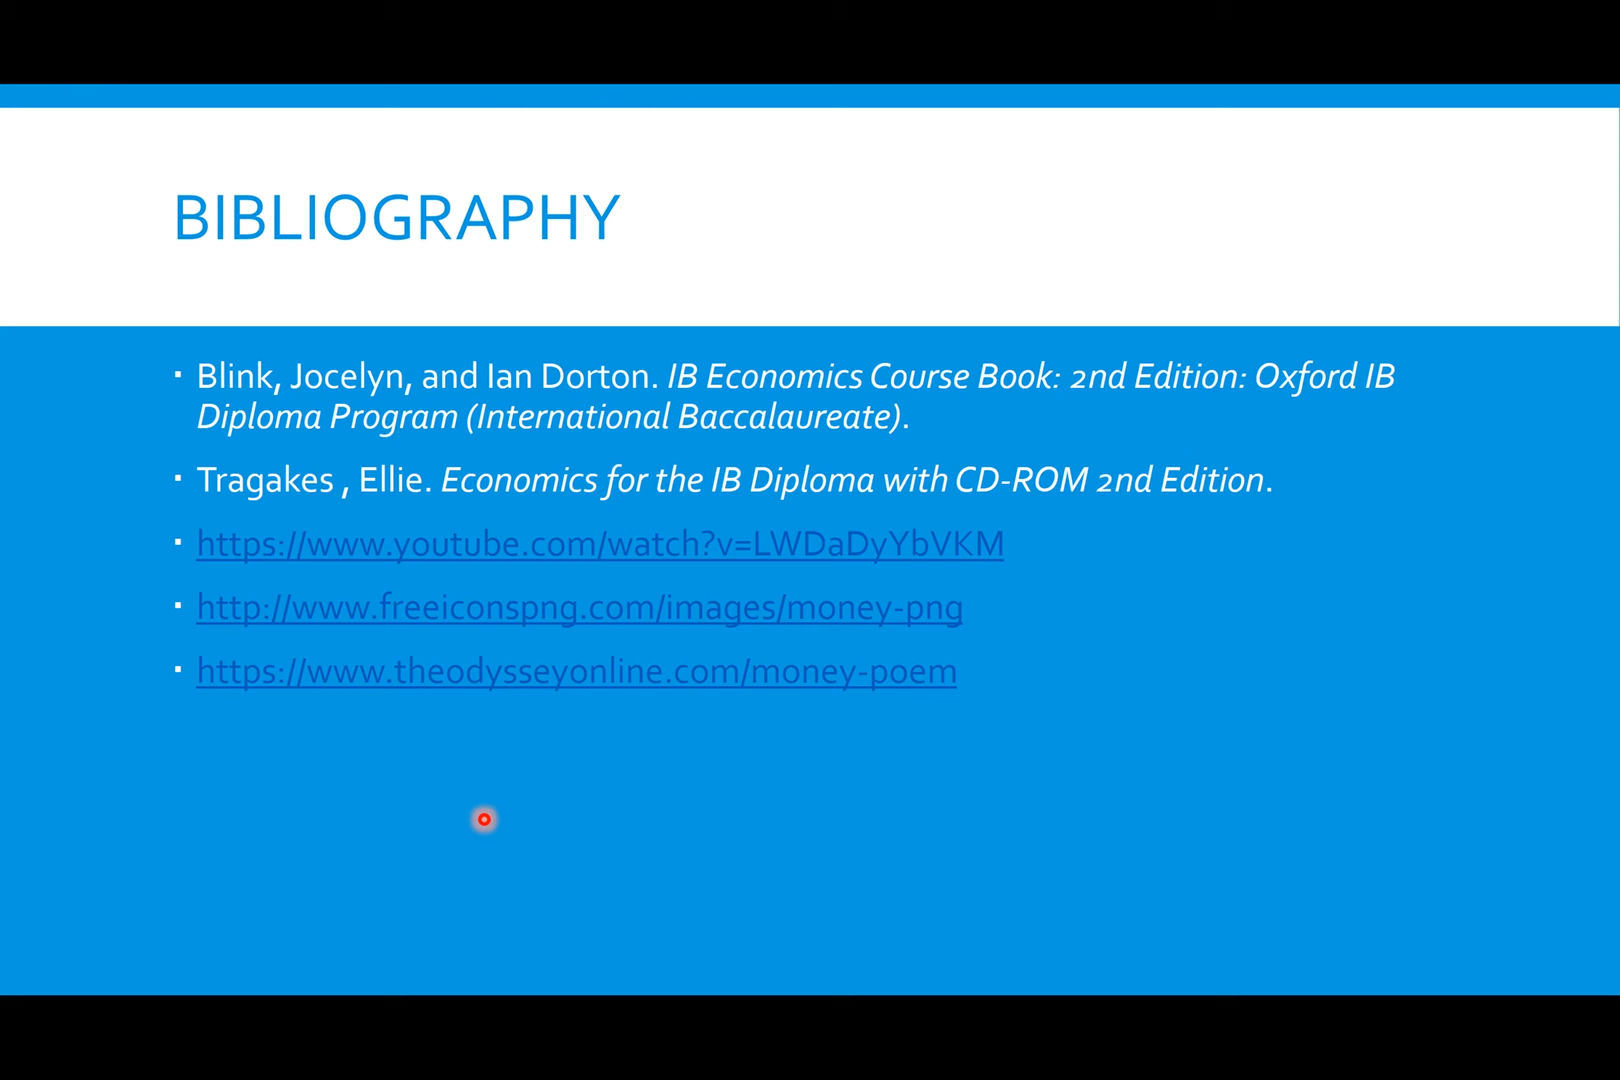 BIBLIOGRAPHY
▪ Blink, Jocelyn, and Ian Dorton. IB Economics Course Book: 2nd Edition: Oxford IB
Diploma Program (International Baccalaureate).
▪ Tragakes , Ellie. Economics for the IB Diploma with CD-ROM 2nd Edition.
▪ https://www.youtube.com/watch?v=LWDaDyYbVKM
▪ http://www.freeiconspng.com/images/money-png
▪ https://www.theodysseyonline.com/money-poem